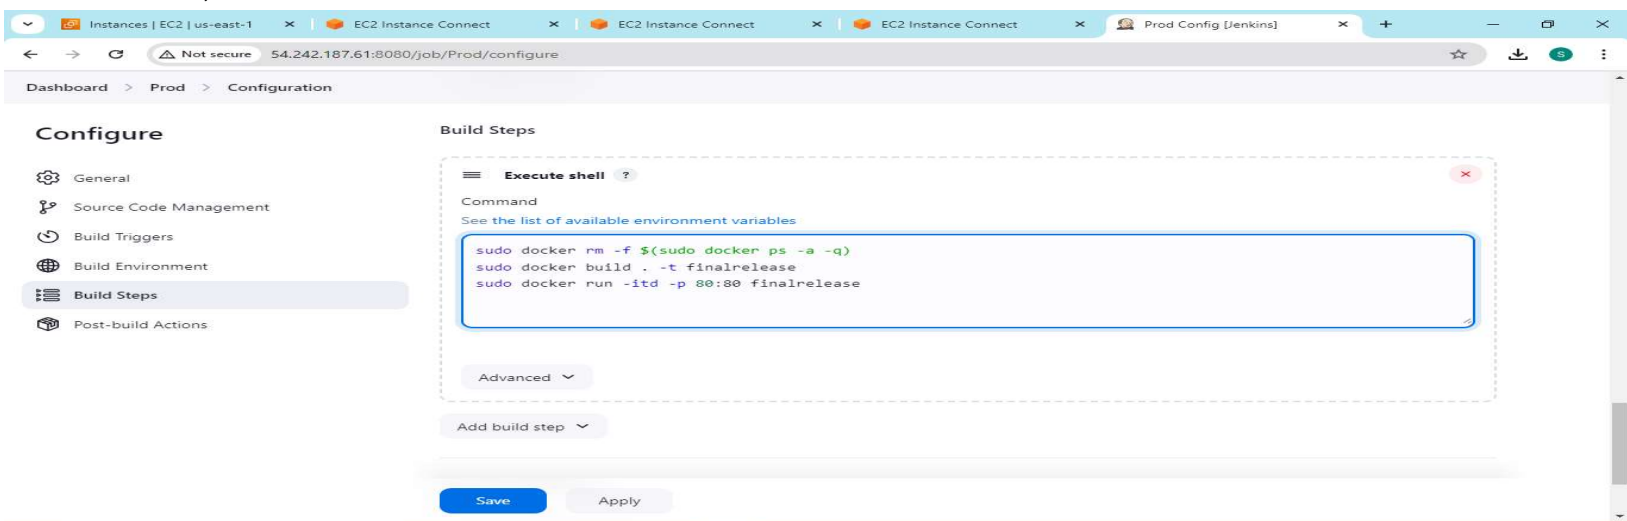 Instances | EC2 | us-east-1
EC2 Instance Connect
EC2 Instance Connect
EC2 Instance Connect
Prod Config [Jenkins]
Not secure
54.242.187.61:8080/job/Prod/configure
S
Dashboard > Prod > Configuration
Configure
General
Source Code Management
Build Triggers
Build Environment
Build Steps
Post-build Actions
Build Steps
Execute shell ?
Command
See the list of available environment variables
sudo docker rm -f $(sudo docker ps -a -q)
sudo docker build . -t finalrelease
sudo docker run -itd -p 80:80 finalrelease
Advanced
Add build step
Save
Apply